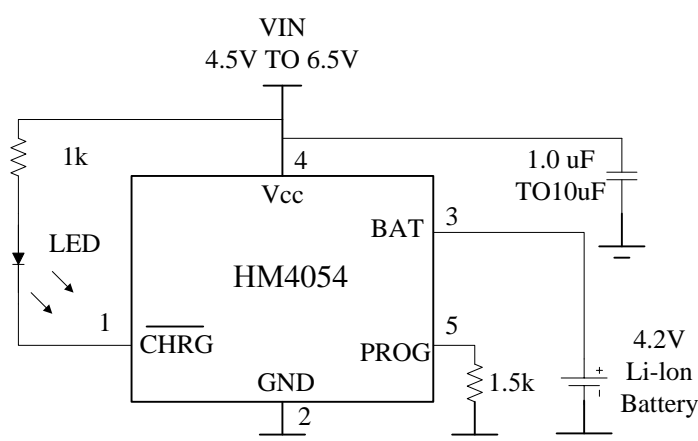 VIN
4.5V TO 6.5V
1k
4
1.0 uF
TO10uF
Vcc
3
BAT
LED
HM4054
1
5
4.2V
CHRG
PROG
Li-lon
GND
1.5k
Battery
2
+
-